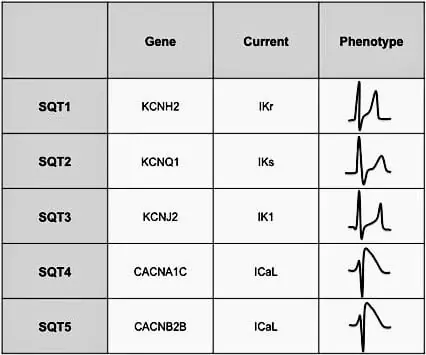 Gene Current Phenotype
SQT1 KCNH2 IKr
SQT2 KCNQ1 IKs
SQT3 KCNJ2 IK1
SQT4 CACNA1C ICaL
SQT5 CACNB2B ICaL